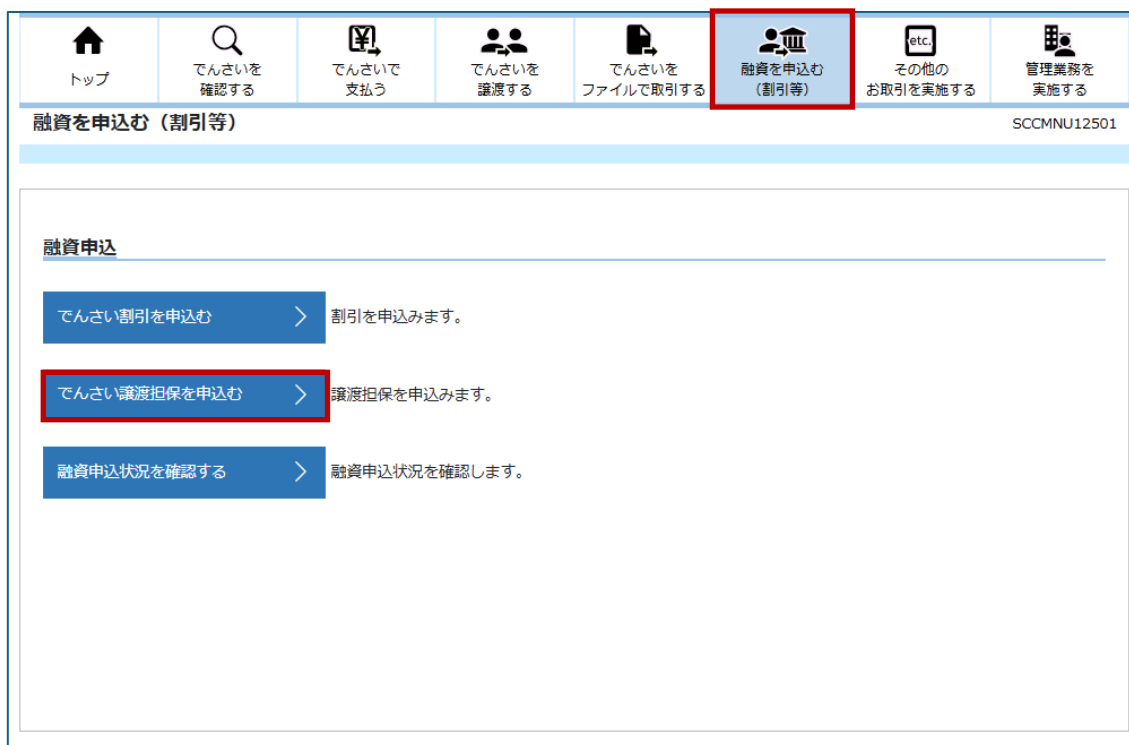 トップ
でんさいを
確認する
でんさいで
支払う
でんさいを
譲渡する
でんさいを
ファイルで取引する
融資を申込む
(割引等)
etc.
その他の
お取引を実施する
管理業務を
実施する
融資を申込む（割引等）
SCCMNU12501
融資申込
でんさい割引を申込む
割引を申込みます。
でんさい譲渡担保を申込む
譲渡担保を申込みます。
融資申込状況を確認する
融資申込状況を確認します。